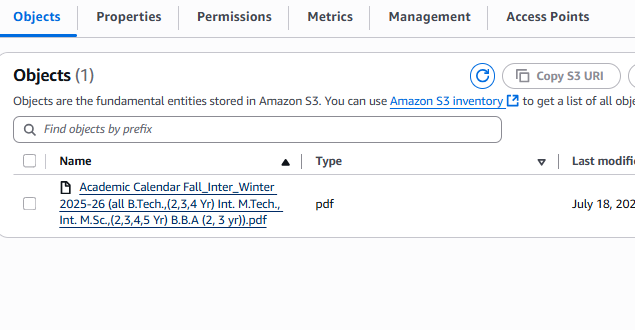 Objects Properties Permissions Metrics Management Access Points
Objects (1)
Copy S3 URI
Objects are the fundamental entities stored in Amazon S3. You can use Amazon S3 inventory to get a list of all obje
Find objects by prefix
Name Type Last modifie
Academic Calendar Fall_Inter_Winter
2025-26 (all B.Tech.,(2,3,4 Yr) Int. M.Tech.,
Int. M.Sc.,(2,3,4,5 Yr) B.B.A (2, 3 yr)).pdf
pdf
July 18, 202